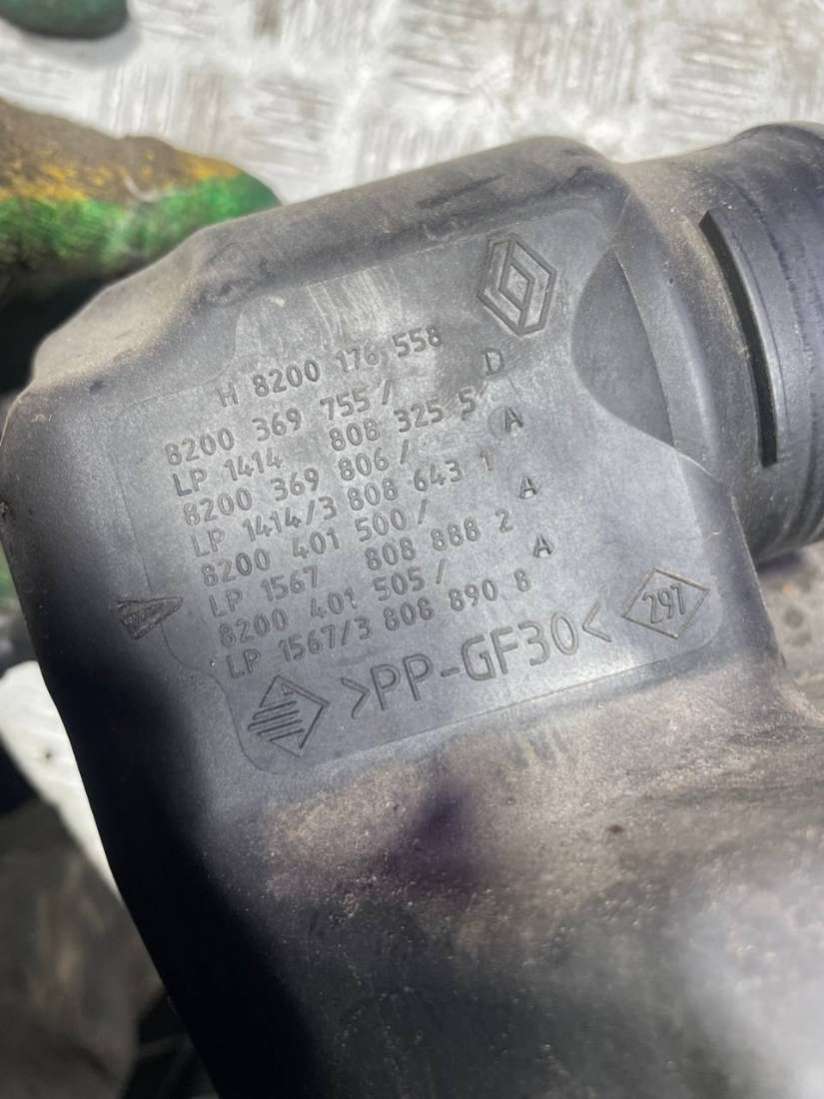 H 8200 176 558
8200 369 755/ D
LP 1414 808 325 5
8200 369 806/ A
LP 1414/3 808 643 1
8200 401 500/ A
LP 1567 808 888 2
8200 401 505/ A
LP 1567/3 808 890 8
>PP-GF30< 297